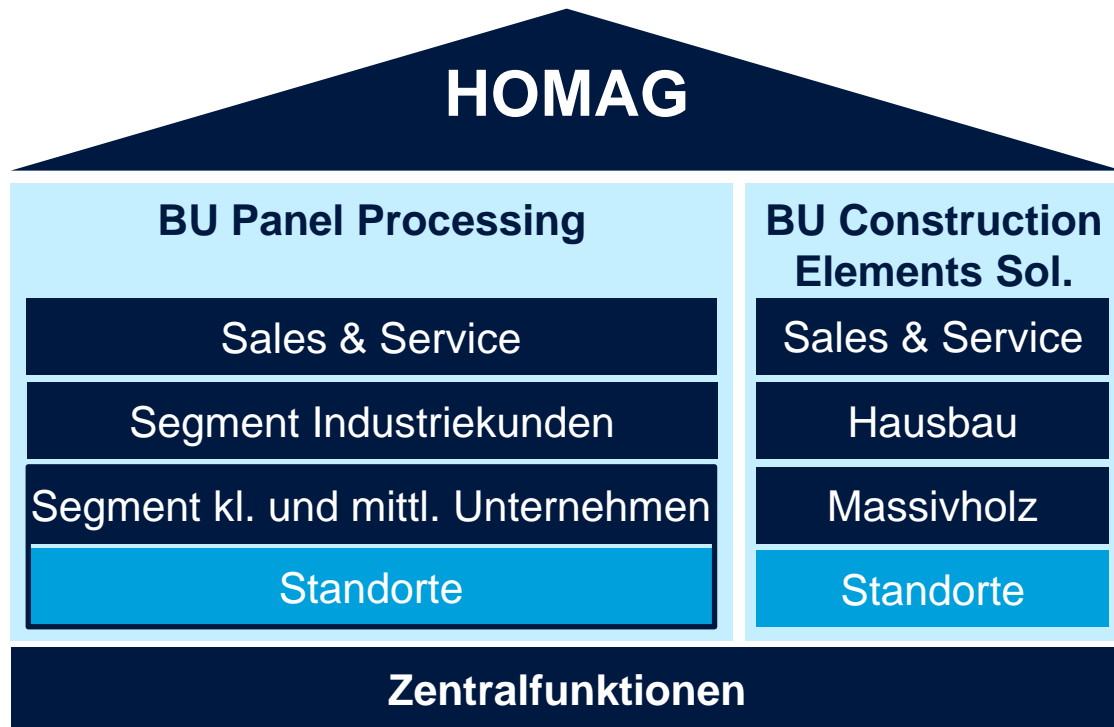 HOMAG
BU Panel Processing
Sales & Service
Segment Industriekunden
Segment kl. und mittl. Unternehmen
Standorte
BU Construction
Elements Sol.
Sales & Service
Hausbau
Massivholz
Standorte
Zentralfunktionen